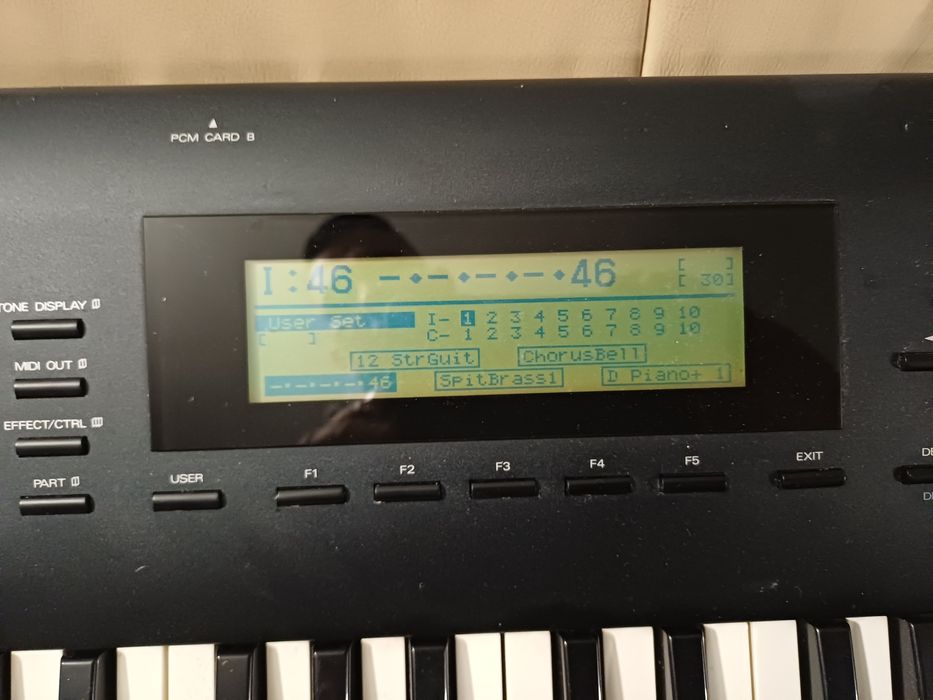 ▲
PCM CARD B
I:46 —◆—◆—◆—◆46
[ ]
[ 30]
User Set
[ ]
I- 1 2 3 4 5 6 7 8 9 10
C- 1 2 3 4 5 6 7 8 9 10
12 StrGuit
ChorusBell
—◆—◆—◆—◆46
SpitBrass1
D Piano+ 1
TONE DISPLAY
MIDI OUT
EFFECT/CTRL
PART
USER
F1
F2
F3
F4
F5
EXIT